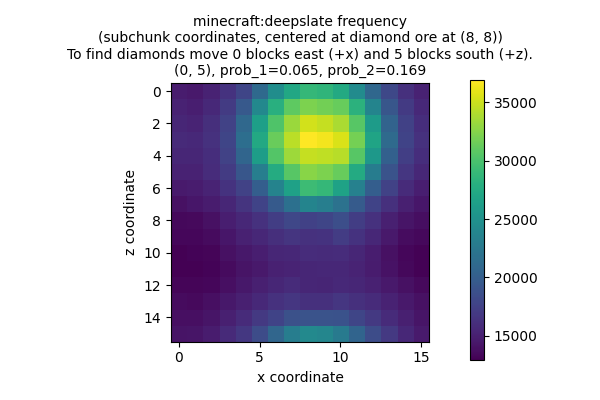 minecraft:deepslate frequency
(subchunk coordinates, centered at diamond ore at (8, 8))
To find diamonds move 0 blocks east (+x) and 5 blocks south (+z).
(0, 5), prob_1=0.065, prob_2=0.169
0
2
4
6
8
10
12
14
z coordinate
0
5
10
15
x coordinate
35000
30000
25000
20000
15000